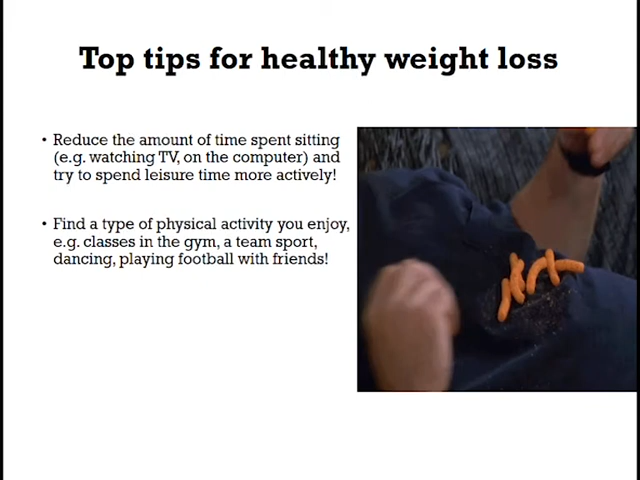 Top tips for healthy weight loss
• Reduce the amount of time spent sitting
(e.g. watching TV, on the computer) and
try to spend leisure time more actively!
• Find a type of physical activity you enjoy,
e.g. classes in the gym, a team sport,
dancing, playing football with friends!